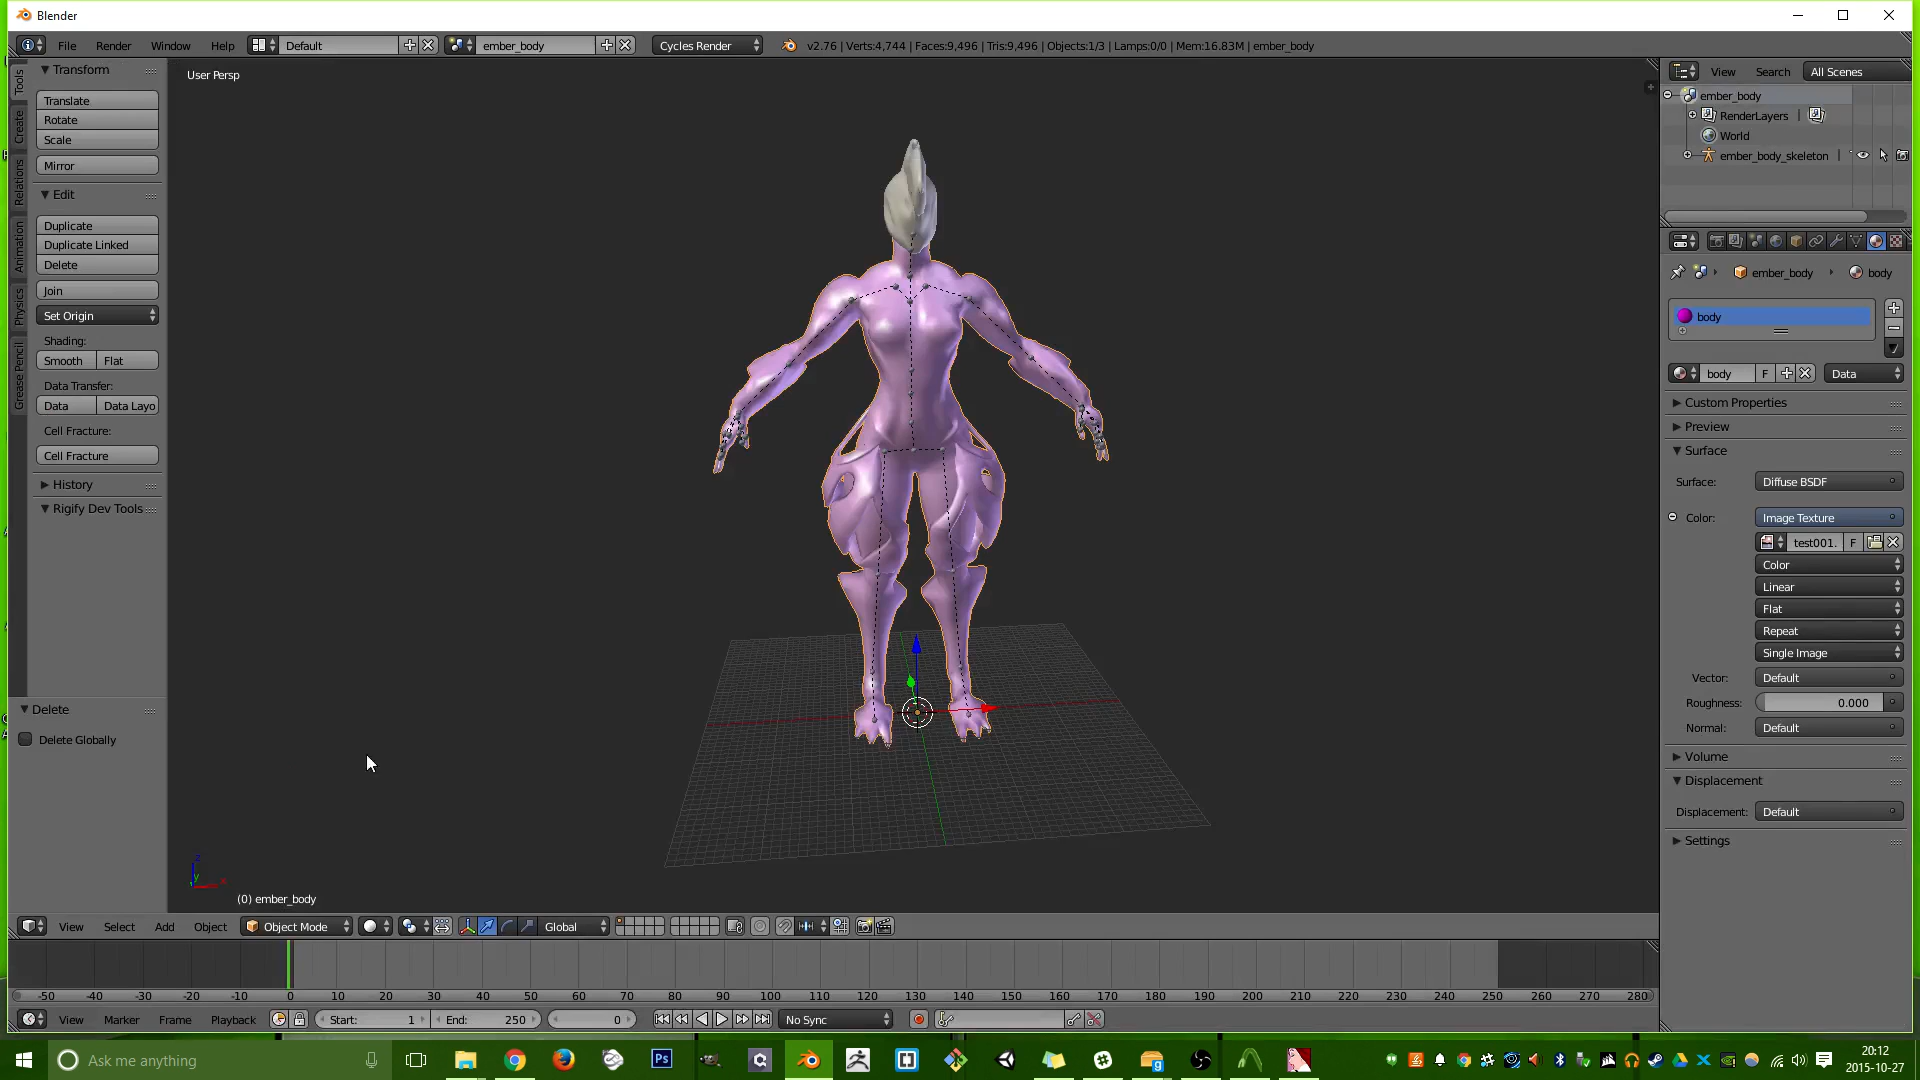 Blender
File Render Window Help Default ember_body Cycles Render v2.76 | Verts:4,744 | Faces:9,496 | Tris:9,496 | Objects:1/3 | Lamps:0/0 | Mem:16.83M | ember_body
Tools
Create
Relations
Animation
Physics
Grease Pencil
Transform
Translate
Rotate
Scale
Mirror
Edit
Duplicate
Duplicate Linked
Delete
Join
Set Origin
Shading:
Smooth Flat
Data Transfer:
Data Data Layo
Cell Fracture:
Cell Fracture
History
Rigify Dev Tools
Delete
Delete Globally
User Persp
z
y
x
(0) ember_body
View Select Add Object Object Mode Global
-50 -40 -30 -20 -10 0 10 20 30 40 50 60 70 80 90 100 110 120 130 140 150 160 170 180 190 200 210 220 230 240 250 260 270 280
View Marker Frame Playback Start: 1 End: 250 0 No Sync
View Search All Scenes
ember_body
RenderLayers |
World
ember_body_skeleton |
ember_body body
body
body F Data
Custom Properties
Preview
Surface
Surface: Diffuse BSDF
Color: Image Texture
test001. F
Color
Linear
Flat
Repeat
Single Image
Vector: Default
Roughness: 0.000
Normal: Default
Volume
Displacement
Displacement: Default
Settings
Ask me anything
Ps
20:12
2015-10-27